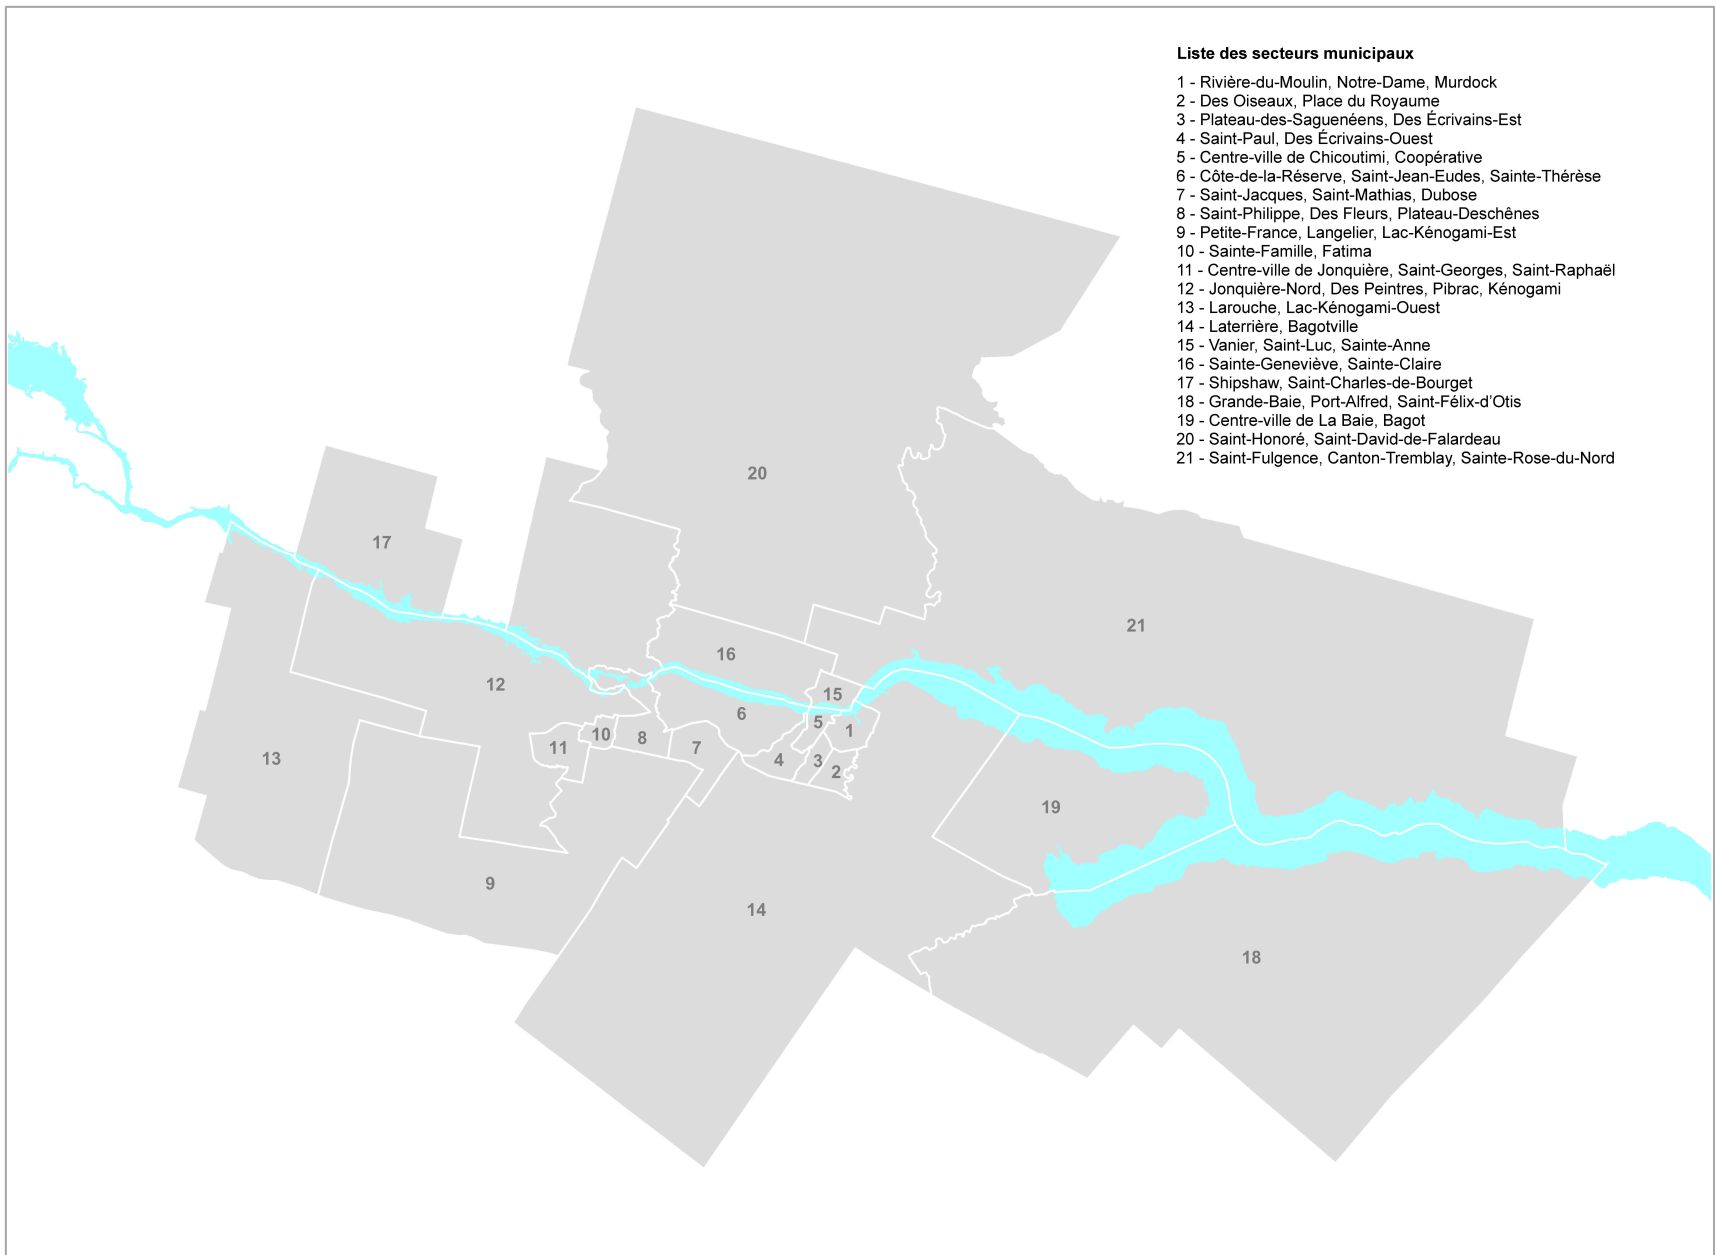 Liste des secteurs municipaux
1 - Rivière-du-Moulin, Notre-Dame, Murdock
2 - Des Oiseaux, Place du Royaume
3 - Plateau-des-Saguenéens, Des Écrivains-Est
4 - Saint-Paul, Des Écrivains-Ouest
5 - Centre-ville de Chicoutimi, Coopérative
6 - Côte-de-la-Réserve, Saint-Jean-Eudes, Sainte-Thérèse
7 - Saint-Jacques, Saint-Mathias, Dubose
8 - Saint-Philippe, Des Fleurs, Plateau-Deschênes
9 - Petite-France, Langelier, Lac-Kénogami-Est
10 - Sainte-Famille, Fatima
11 - Centre-ville de Jonquière, Saint-Georges, Saint-Raphaël
12 - Jonquière-Nord, Des Peintres, Pibrac, Kénogami
13 - Larouche, Lac-Kénogami-Ouest
14 - Laterrière, Bagotville
15 - Vanier, Saint-Luc, Sainte-Anne
16 - Sainte-Geneviève, Sainte-Claire
17 - Shipshaw, Saint-Charles-de-Bourget
18 - Grande-Baie, Port-Alfred, Saint-Félix-d'Otis
19 - Centre-ville de La Baie, Bagot
20 - Saint-Honoré, Saint-David-de-Falardeau
21 - Saint-Fulgence, Canton-Tremblay, Sainte-Rose-du-Nord
20
17
21
16
12
15
6
5
1
10
8
11
7
13
4
3
2
19
9
14
18